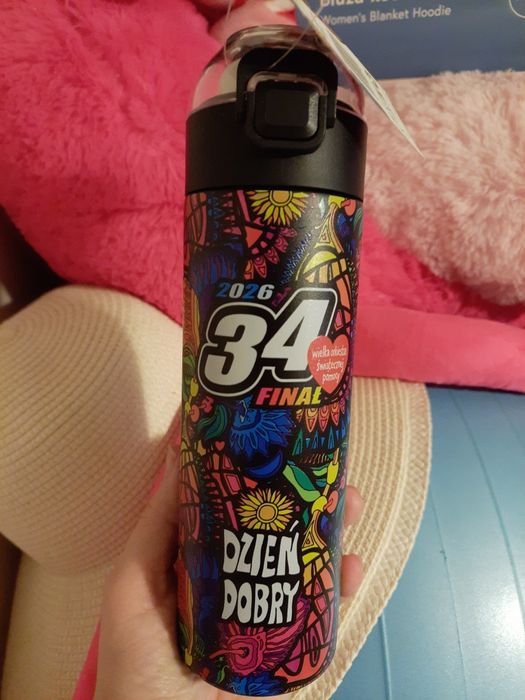 Women's Blanket Hoodie
2026
34
wielka orkiestra
świątecznej
pomocy
FINAŁ
DZIEŃ
DOBRY